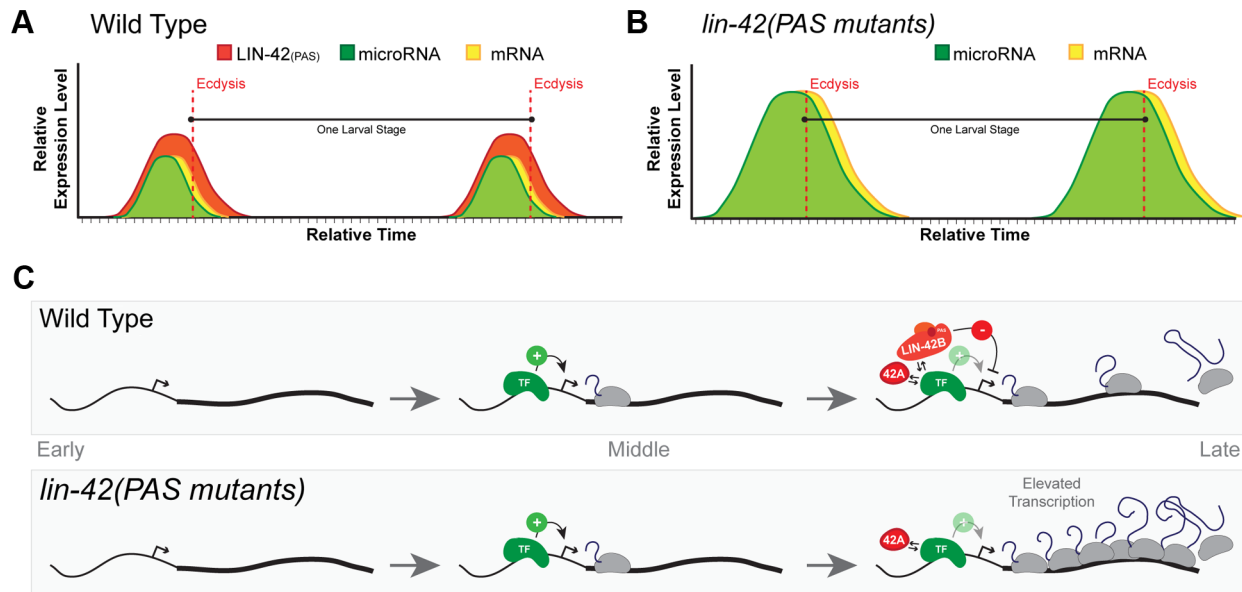 A
Wild Type
LIN-42(PAS) microRNA mRNA
Ecdysis
Ecdysis
One Larval Stage
Relative
Expression Level
Relative Time
B
lin-42(PAS mutants)
microRNA mRNA
Ecdysis
Ecdysis
One Larval Stage
Relative
Expression Level
Relative Time
C
Wild Type
+
TF
PAS
LIN-42B
-
+
42A
TF
Early
Middle
Late
lin-42(PAS mutants)
+
TF
Elevated
Transcription
+
42A
TF